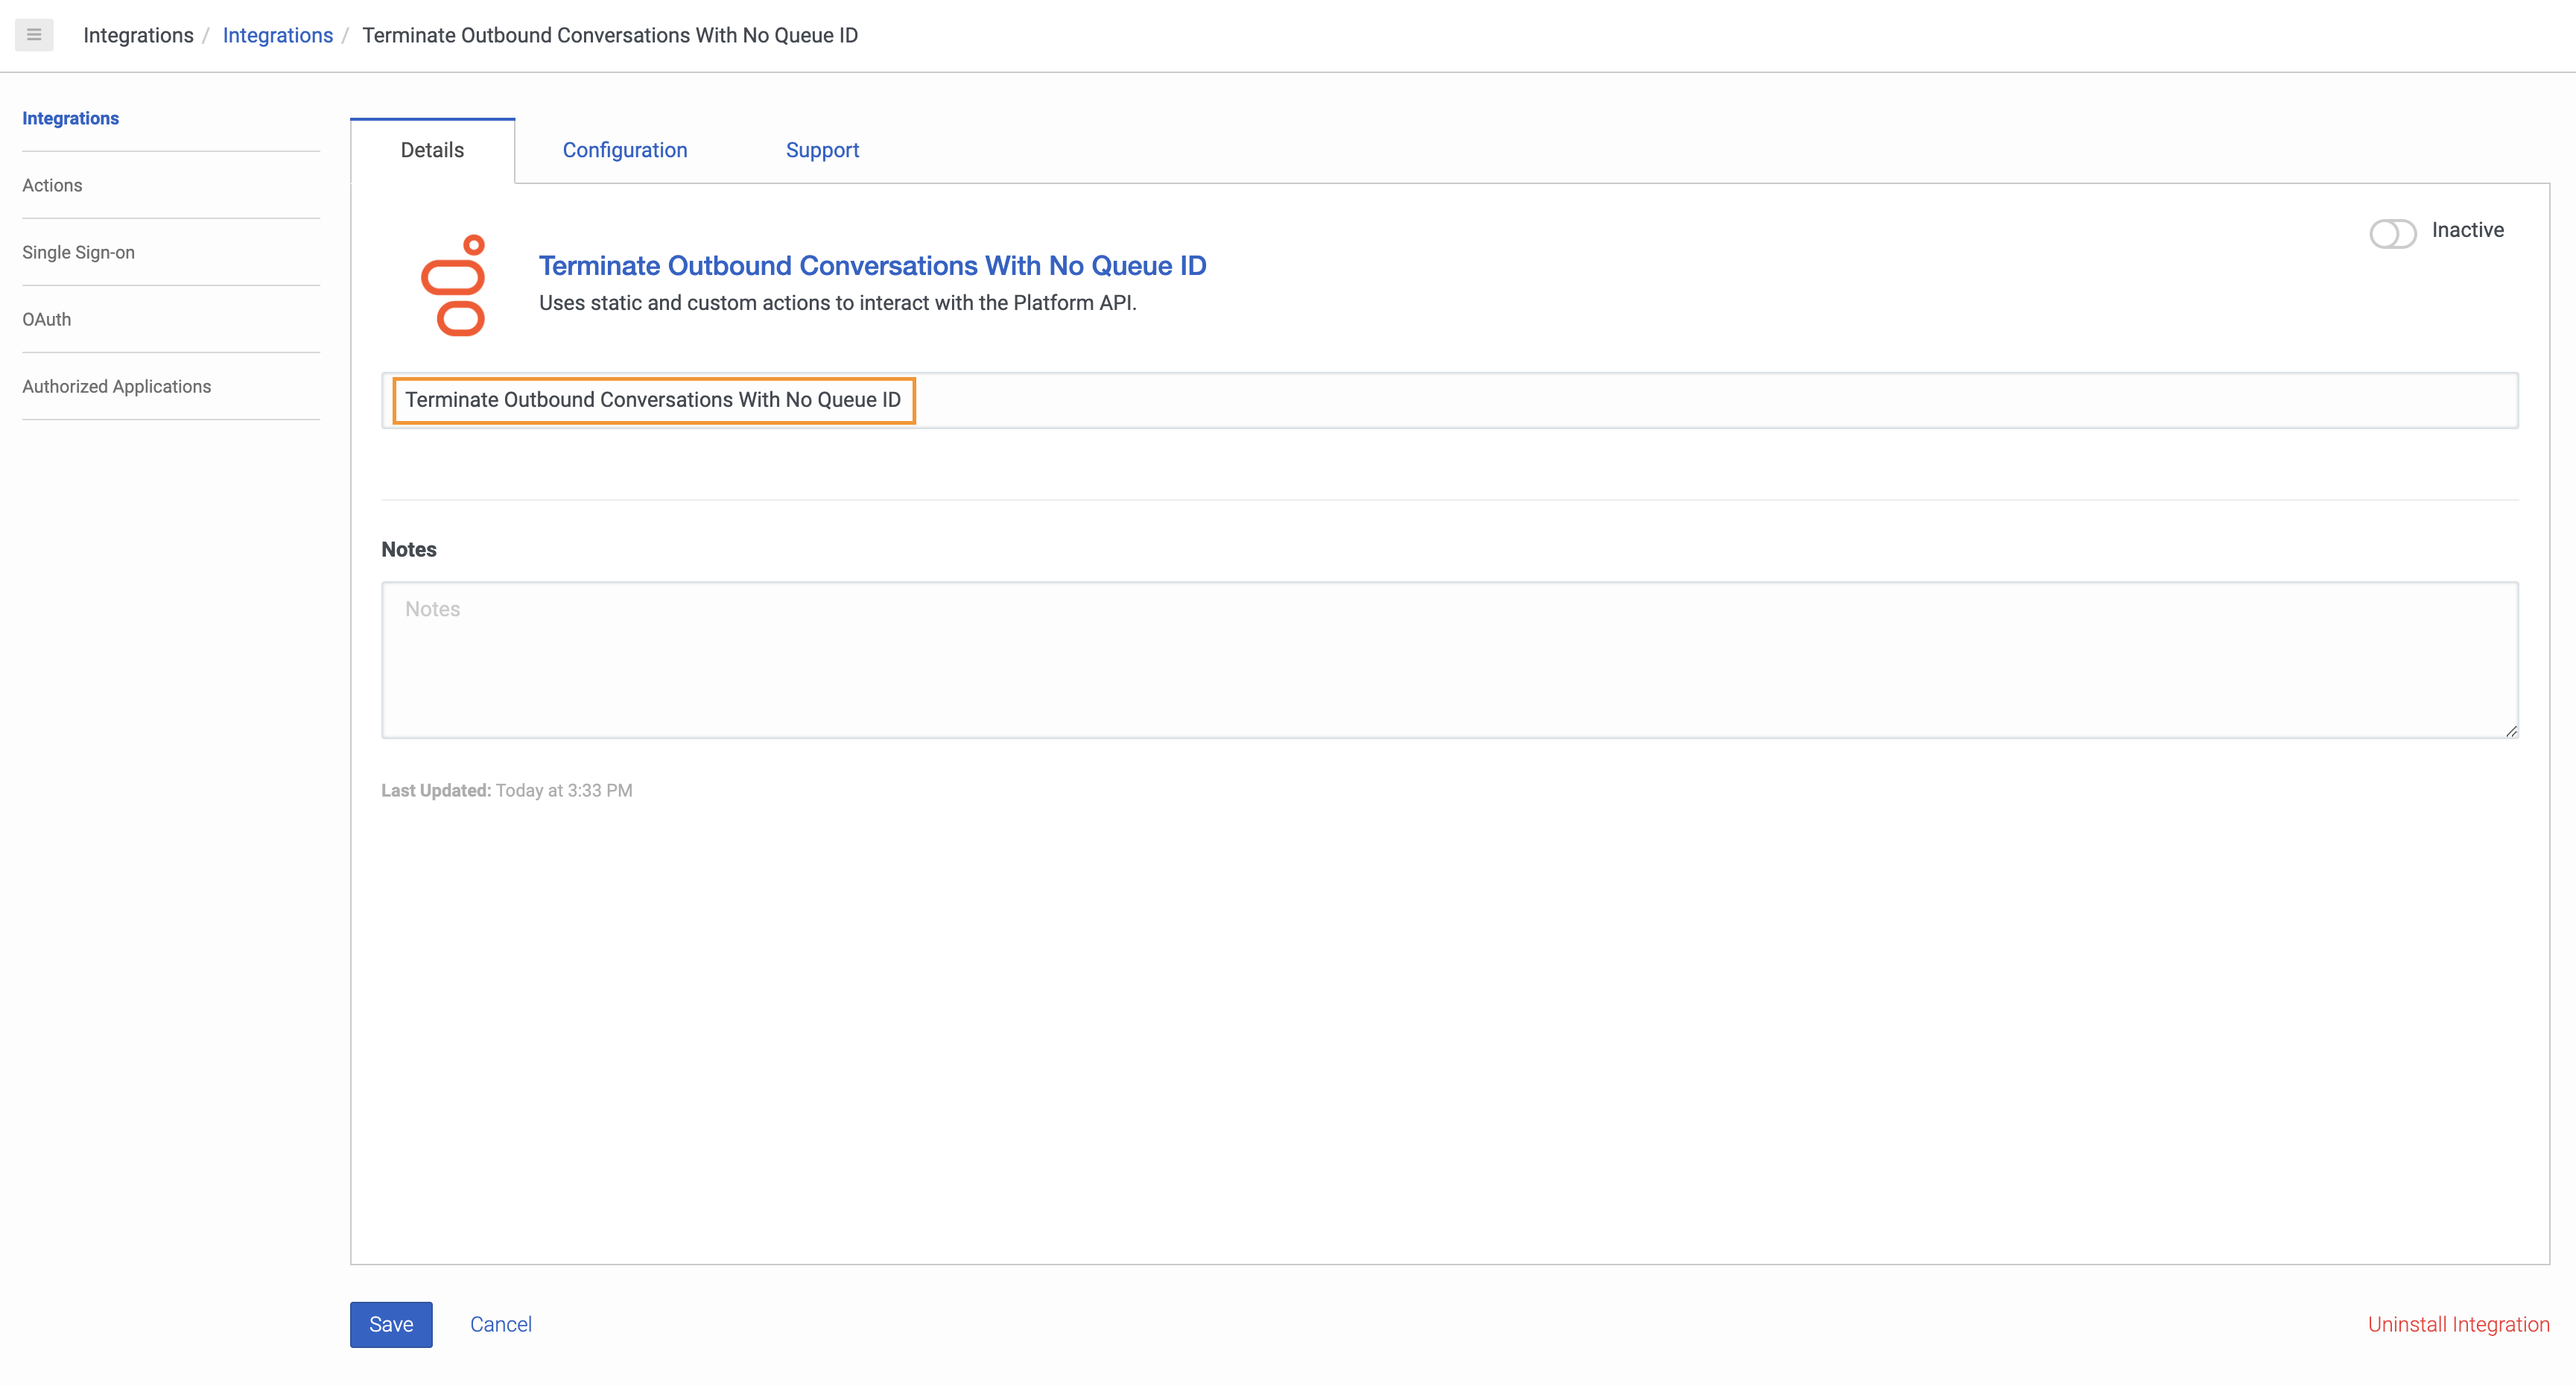 Integrations / Integrations / Terminate Outbound Conversations With No Queue ID
Integrations
Actions
Single Sign-on
OAuth
Authorized Applications
Details
Configuration
Support
Inactive
Terminate Outbound Conversations With No Queue ID
Uses static and custom actions to interact with the Platform API.
Terminate Outbound Conversations With No Queue ID
Notes
Notes
Last Updated: Today at 3:33 PM
Save
Cancel
Uninstall Integration